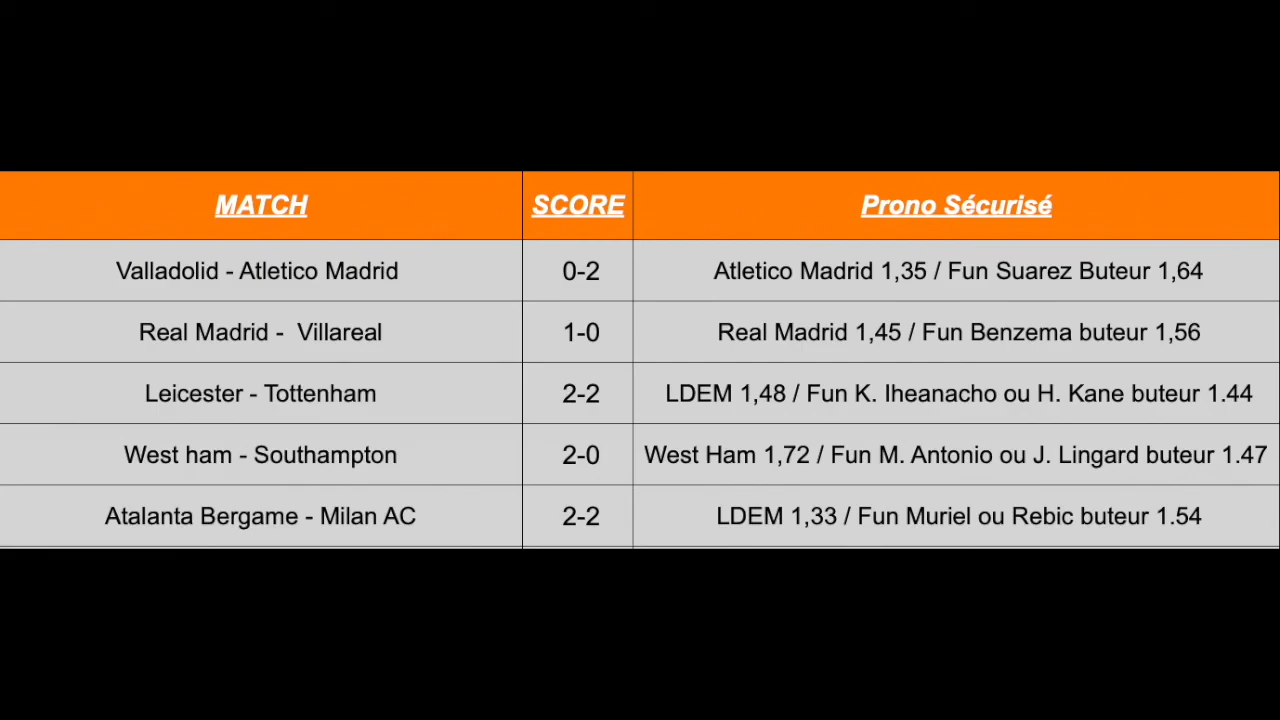 MATCH SCORE Prono Sécurisé
Valladolid - Atletico Madrid 0-2 Atletico Madrid 1,35 / Fun Suarez Buteur 1,64
Real Madrid - Villareal 1-0 Real Madrid 1,45 / Fun Benzema buteur 1,56
Leicester - Tottenham 2-2 LDEM 1,48 / Fun K. Iheanacho ou H. Kane buteur 1.44
West ham - Southampton 2-0 West Ham 1,72 / Fun M. Antonio ou J. Lingard buteur 1.47
Atalanta Bergame - Milan AC 2-2 LDEM 1,33 / Fun Muriel ou Rebic buteur 1.54